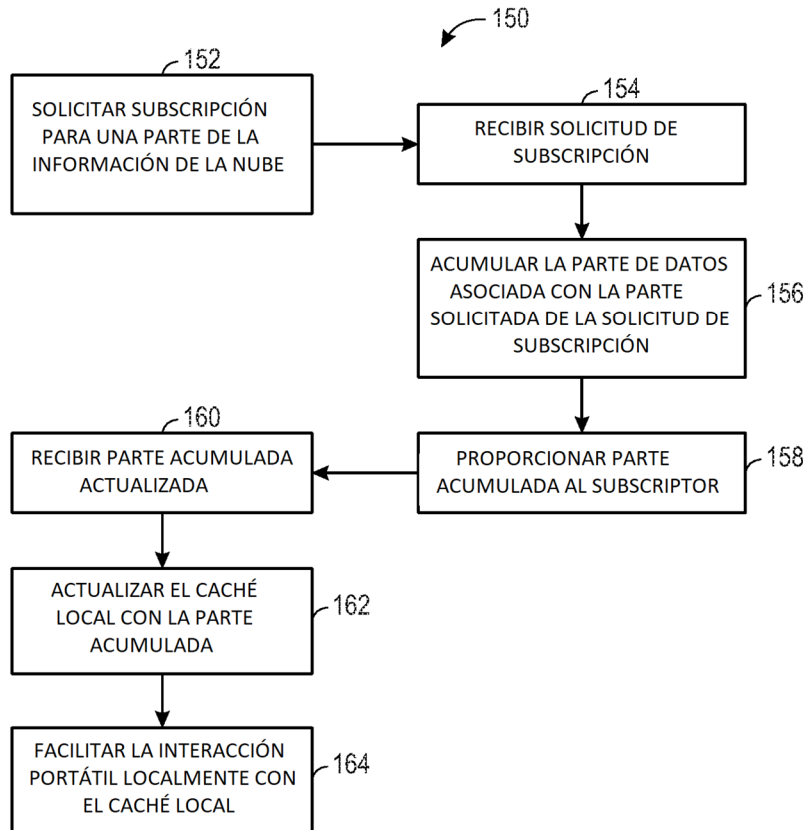 150
152
SOLICITAR SUBSCRIPCIÓN
PARA UNA PARTE DE LA
INFORMACIÓN DE LA NUBE
154
RECIBIR SOLICITUD DE
SUBSCRIPCIÓN
ACUMULAR LA PARTE DE DATOS
ASOCIADA CON LA PARTE
SOLICITADA DE LA SOLICITUD DE
SUBSCRIPCIÓN
156
PROPORCIONAR PARTE
ACUMULADA AL SUBSCRIPTOR
158
160
RECIBIR PARTE ACUMULADA
ACTUALIZADA
ACTUALIZAR EL CACHÉ
LOCAL CON LA PARTE
ACUMULADA
162
FACILITAR LA INTERACCIÓN
PORTÁTIL LOCALMENTE CON
EL CACHÉ LOCAL
164